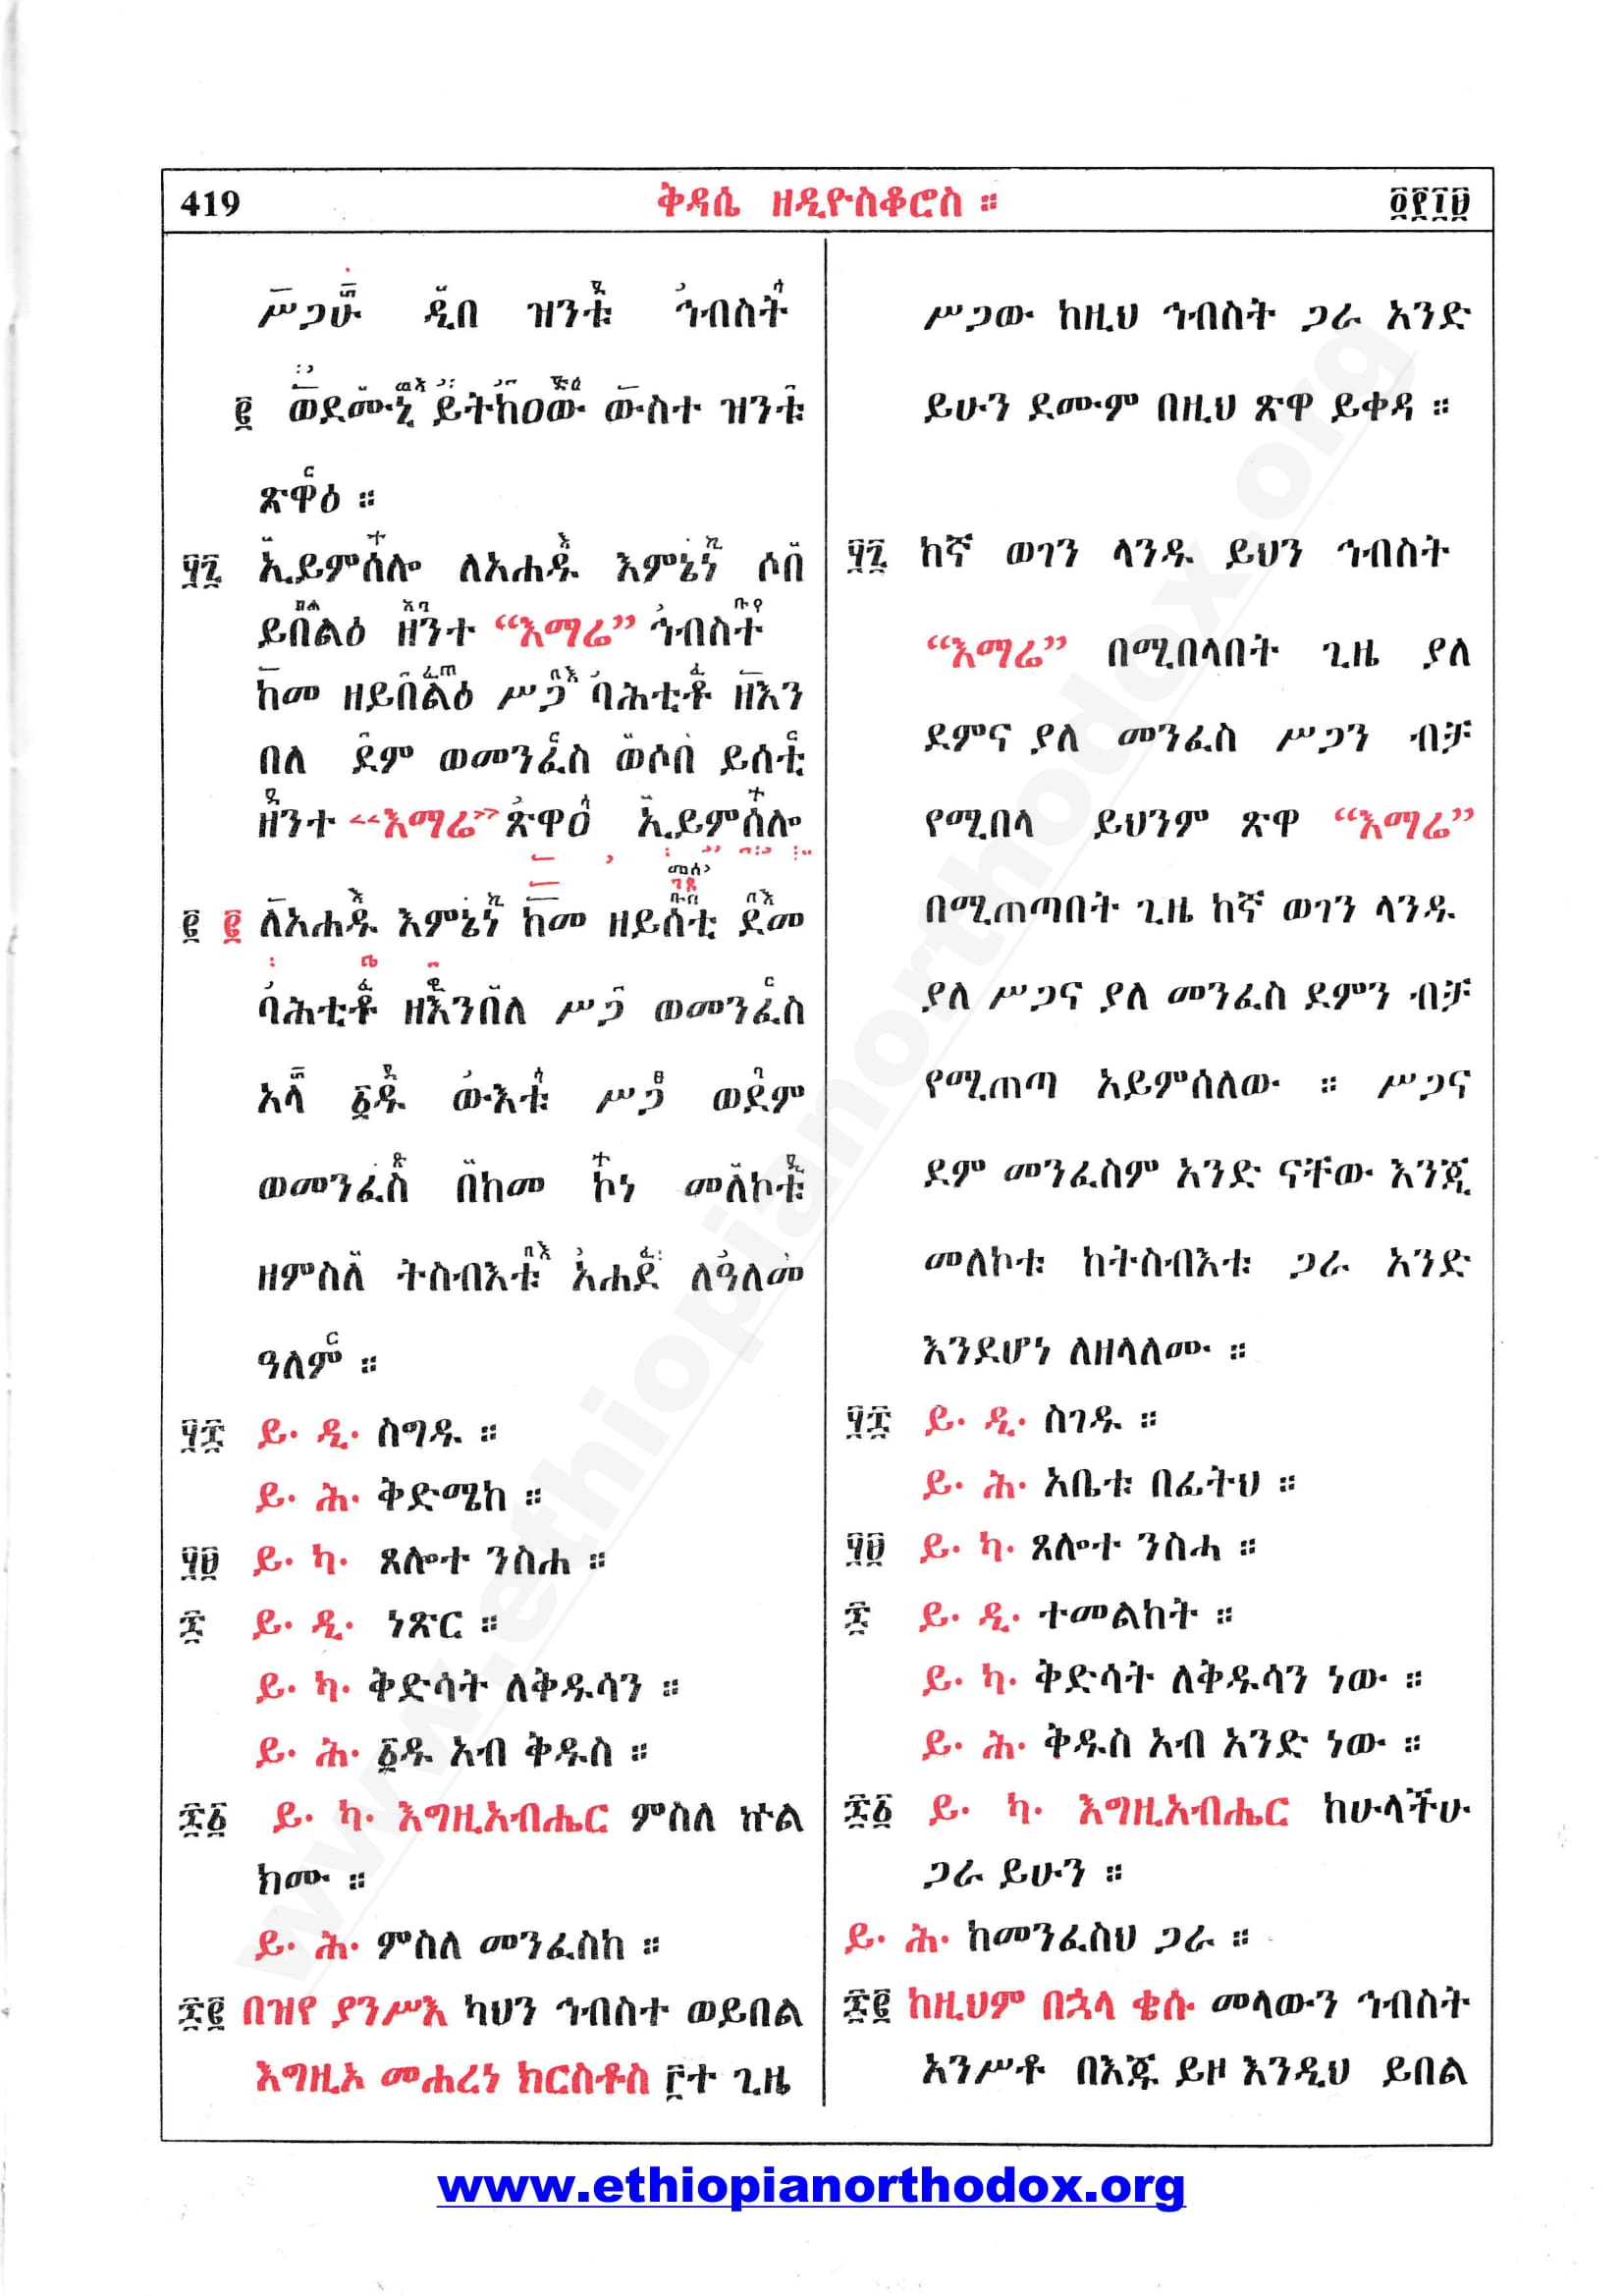 419 ቅዳሴ ዘዲዮስቆሮስ ። ፬፻፲፱
ሥጋሁ ዲበ ዝንቱ ኅብስት
፪ ወደሙኒ ይትከዐው ውስተ ዝንቱ
ጽዋዕ ።
፶፯ ኢይምሰሎ ለአሐዱ እምኔነ ሶበ
ይበልዕ ዘንተ “እማሬ” ኅብስተ
ከመ ዘይበልዕ ሥጋ ባሕቲቶ ዘእን
በለ ደም ወመንፈስ ወሶበ ይሰቲ
ዘንተ “እማሬ” ጽዋዐ ኢይምሰሎ
፪ ፪ ለአሐዱ እምኔነ ከመ ዘይሰቲ ደመ
ባሕቲቶ ዘእንበለ ሥጋ ወመንፈስ
አላ ፩ዱ ውእቱ ሥጋ ወደም
ወመንፈስ በከመ ኮነ መለኮቱ
ዘምስለ ትስብእቱ አሐደ ለዓለመ
ዓለም ።
፶፰ ይ· ዲ· ስግዱ ።
ይ· ሕ· ቅድሜከ ።
፶፱ ይ· ካ· ጸሎተ ንስሐ ።
፷ ይ· ዲ· ነጽር ።
ይ· ካ· ቅድሳት ለቅዱሳን ።
ይ· ሕ· ፩ዱ አብ ቅዱስ ።
፷፩ ይ· ካ· እግዚአብሔር ምስለ ኵል
ክሙ ።
ይ· ሕ· ምስለ መንፈስከ ።
፷፪ በዝየ ያንሥእ ካህን ኅብስተ ወይበል
እግዚኦ መሐረነ ክርስቶስ ፫ተ ጊዜ
ሥጋው ከዚህ ኅብስት ጋራ አንድ
ይሁን ደሙም በዚህ ጽዋ ይቀዳ ።
፶፯ ከኛ ወገን ላንዱ ይህን ኅብስት
“እማሬ” በሚበላበት ጊዜ ያለ
ደምና ያለ መንፈስ ሥጋን ብቻ
የሚበላ ይህንም ጽዋ “እማሬ”
በሚጠጣበት ጊዜ ከኛ ወገን ላንዱ
ያለ ሥጋና ያለ መንፈስ ደምን ብቻ
የሚጠጣ አይምሰለው ። ሥጋና
ደም መንፈስም አንድ ናቸው እንጂ
መለኮቱ ከትስብእቱ ጋራ አንድ
እንደሆነ ለዘላለሙ ።
፶፰ ይ· ዲ· ስገዱ ።
ይ· ሕ· አቤቱ በፊትህ ።
፶፱ ይ· ካ· ጸሎተ ንስሓ ።
፷ ይ· ዲ· ተመልከት ።
ይ· ካ· ቅድሳት ለቅዱሳን ነው ።
ይ· ሕ· ቅዱስ አብ አንድ ነው ።
፷፩ ይ· ካ· እግዚአብሔር ከሁላችሁ
ጋራ ይሁን ።
ይ· ሕ· ከመንፈስህ ጋራ ።
፷፪ ከዚህም በኋላ ቄሱ መላውን ኅብስት
አንሥቶ በእጁ ይዞ እንዲህ ይበል
www.ethiopianorthodox.org
www.ethiopianorthodox.org